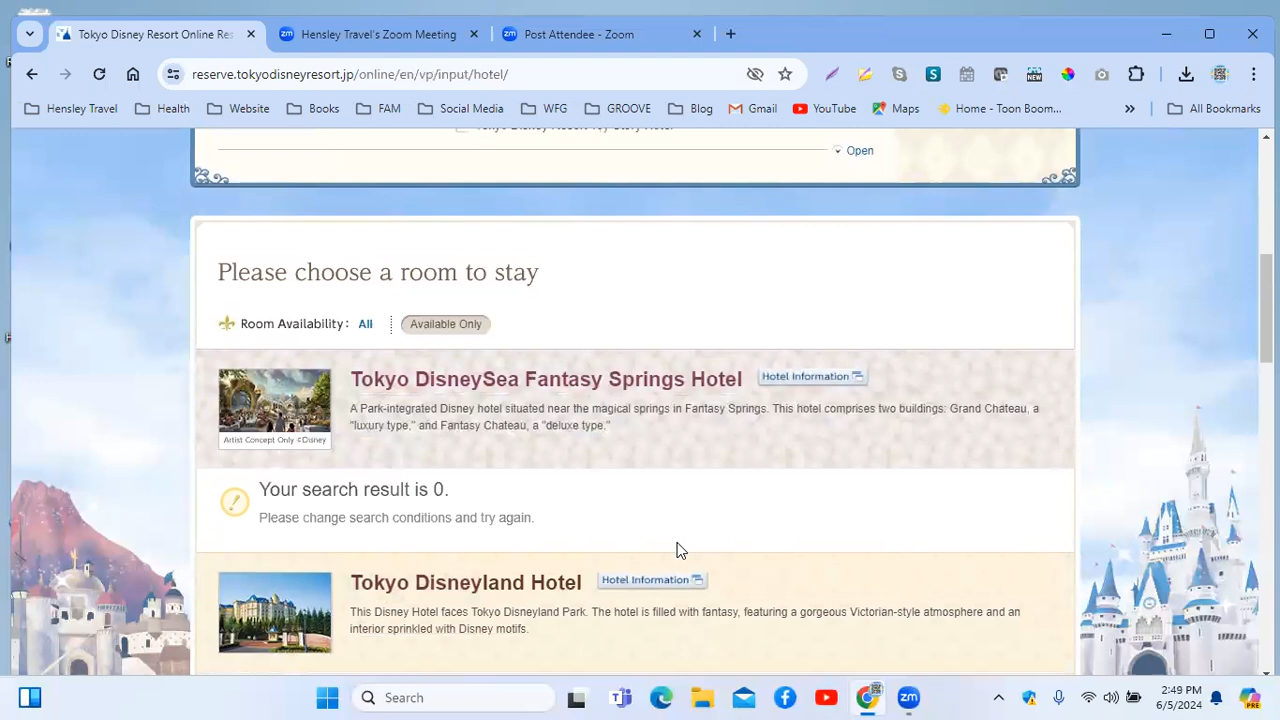 Tokyo Disney Resort Online Res
Hensley Travel's Zoom Meeting
Post Attendee - Zoom
reserve.tokyodisneyresort.jp/online/en/vp/input/hotel/
Hensley Travel
Health
Website
Books
FAM
Social Media
WFG
GROOVE
Blog
Gmail
YouTube
Maps
Home - Toon Boom...
All Bookmarks
Open
Please choose a room to stay
Room Availability: All
Available Only
Tokyo DisneySea Fantasy Springs Hotel
Hotel Information
A Park-integrated Disney hotel situated near the magical springs in Fantasy Springs. This hotel comprises two buildings: Grand Chateau, a
"luxury type," and Fantasy Chateau, a "deluxe type."
Artist Concept Only ©Disney
Your search result is 0.
Please change search conditions and try again.
Tokyo Disneyland Hotel
Hotel Information
This Disney Hotel faces Tokyo Disneyland Park. The hotel is filled with fantasy, featuring a gorgeous Victorian-style atmosphere and an
interior sprinkled with Disney motifs.
Search
2:49 PM
6/5/2024